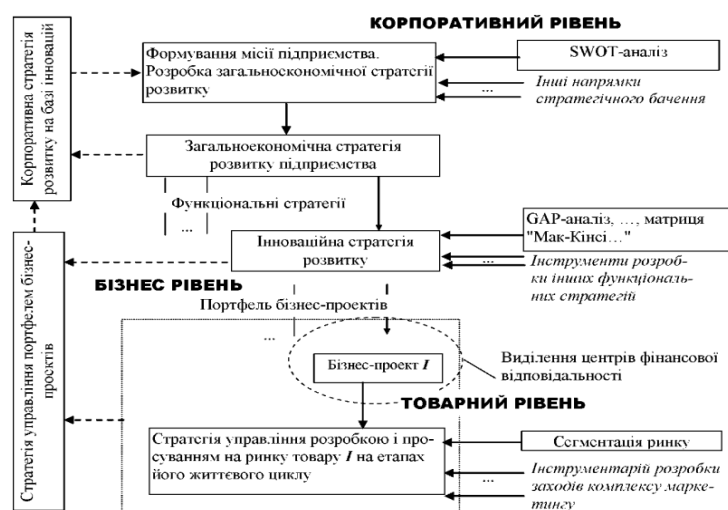 КОРПОРАТИВНИЙ РІВЕНЬ
Формування місії підприємства.
Розробка загальноекономічної стратегії
розвитку
SWOT-аналіз
Інші напрямки
стратегічного бачення
...
Корпоративна стратегія
розвитку на базі інновацій
Загальноекономічна стратегія
розвитку підприємства
Функціональні стратегії
...
GAP-аналіз, ..., матриця
"Мак-Кінсі..."
Інноваційна стратегія
розвитку
...
Інструменти розроб-
ки інших функціональ-
них стратегій
БІЗНЕС РІВЕНЬ
Портфель бізнес-проектів
...
Стратегія управління портфелем бізнес-
проєктів
Бізнес-проект I
Виділення центрів фінансової
відповідальності
ТОВАРНИЙ РІВЕНЬ
Стратегія управління розробкою і про-
суванням на ринку товару I на етапах
його життєвого циклу
Сегментація ринку
...
Інструментарій розробки
заходів комплексу марке-
тингу